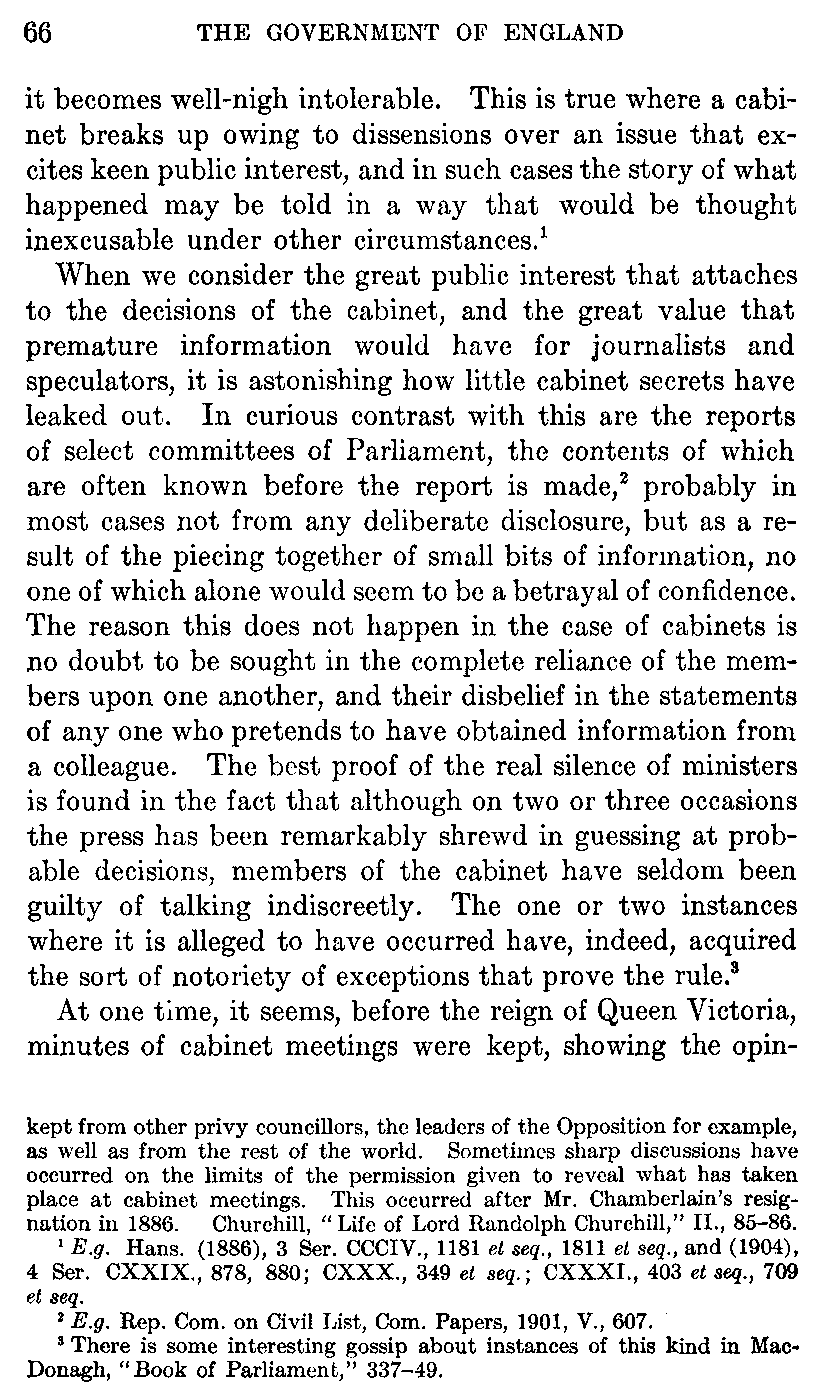 66 THE GOVERNMENT OF ENGLAND
it becomes well-nigh intolerable. This is true where a cabi-
net breaks up owing to dissensions over an issue that ex-
cites keen public interest, and in such cases the story of what
happened may be told in a way that would be thought
inexcusable under other circumstances.¹
When we consider the great public interest that attaches
to the decisions of the cabinet, and the great value that
premature information would have for journalists and
speculators, it is astonishing how little cabinet secrets have
leaked out. In curious contrast with this are the reports
of select committees of Parliament, the contents of which
are often known before the report is made,² probably in
most cases not from any deliberate disclosure, but as a re-
sult of the piecing together of small bits of information, no
one of which alone would seem to be a betrayal of confidence.
The reason this does not happen in the case of cabinets is
no doubt to be sought in the complete reliance of the mem-
bers upon one another, and their disbelief in the statements
of any one who pretends to have obtained information from
a colleague. The best proof of the real silence of ministers
is found in the fact that although on two or three occasions
the press has been remarkably shrewd in guessing at prob-
able decisions, members of the cabinet have seldom been
guilty of talking indiscreetly. The one or two instances
where it is alleged to have occurred have, indeed, acquired
the sort of notoriety of exceptions that prove the rule.³
At one time, it seems, before the reign of Queen Victoria,
minutes of cabinet meetings were kept, showing the opin-
kept from other privy councillors, the leaders of the Opposition for example,
as well as from the rest of the world. Sometimes sharp discussions have
occurred on the limits of the permission given to reveal what has taken
place at cabinet meetings. This occurred after Mr. Chamberlain's resig-
nation in 1886. Churchill, "Life of Lord Randolph Churchill," II., 85–86.
¹ E.g. Hans. (1886), 3 Ser. CCCIV., 1181 et seq., 1811 et seq., and (1904),
4 Ser. CXXIX., 878, 880; CXXX., 349 et seq.; CXXXI., 403 et seq., 709
et seq.
² E.g. Rep. Com. on Civil List, Com. Papers, 1901, V., 607.
³ There is some interesting gossip about instances of this kind in Mac-
Donagh, "Book of Parliament," 337–49.